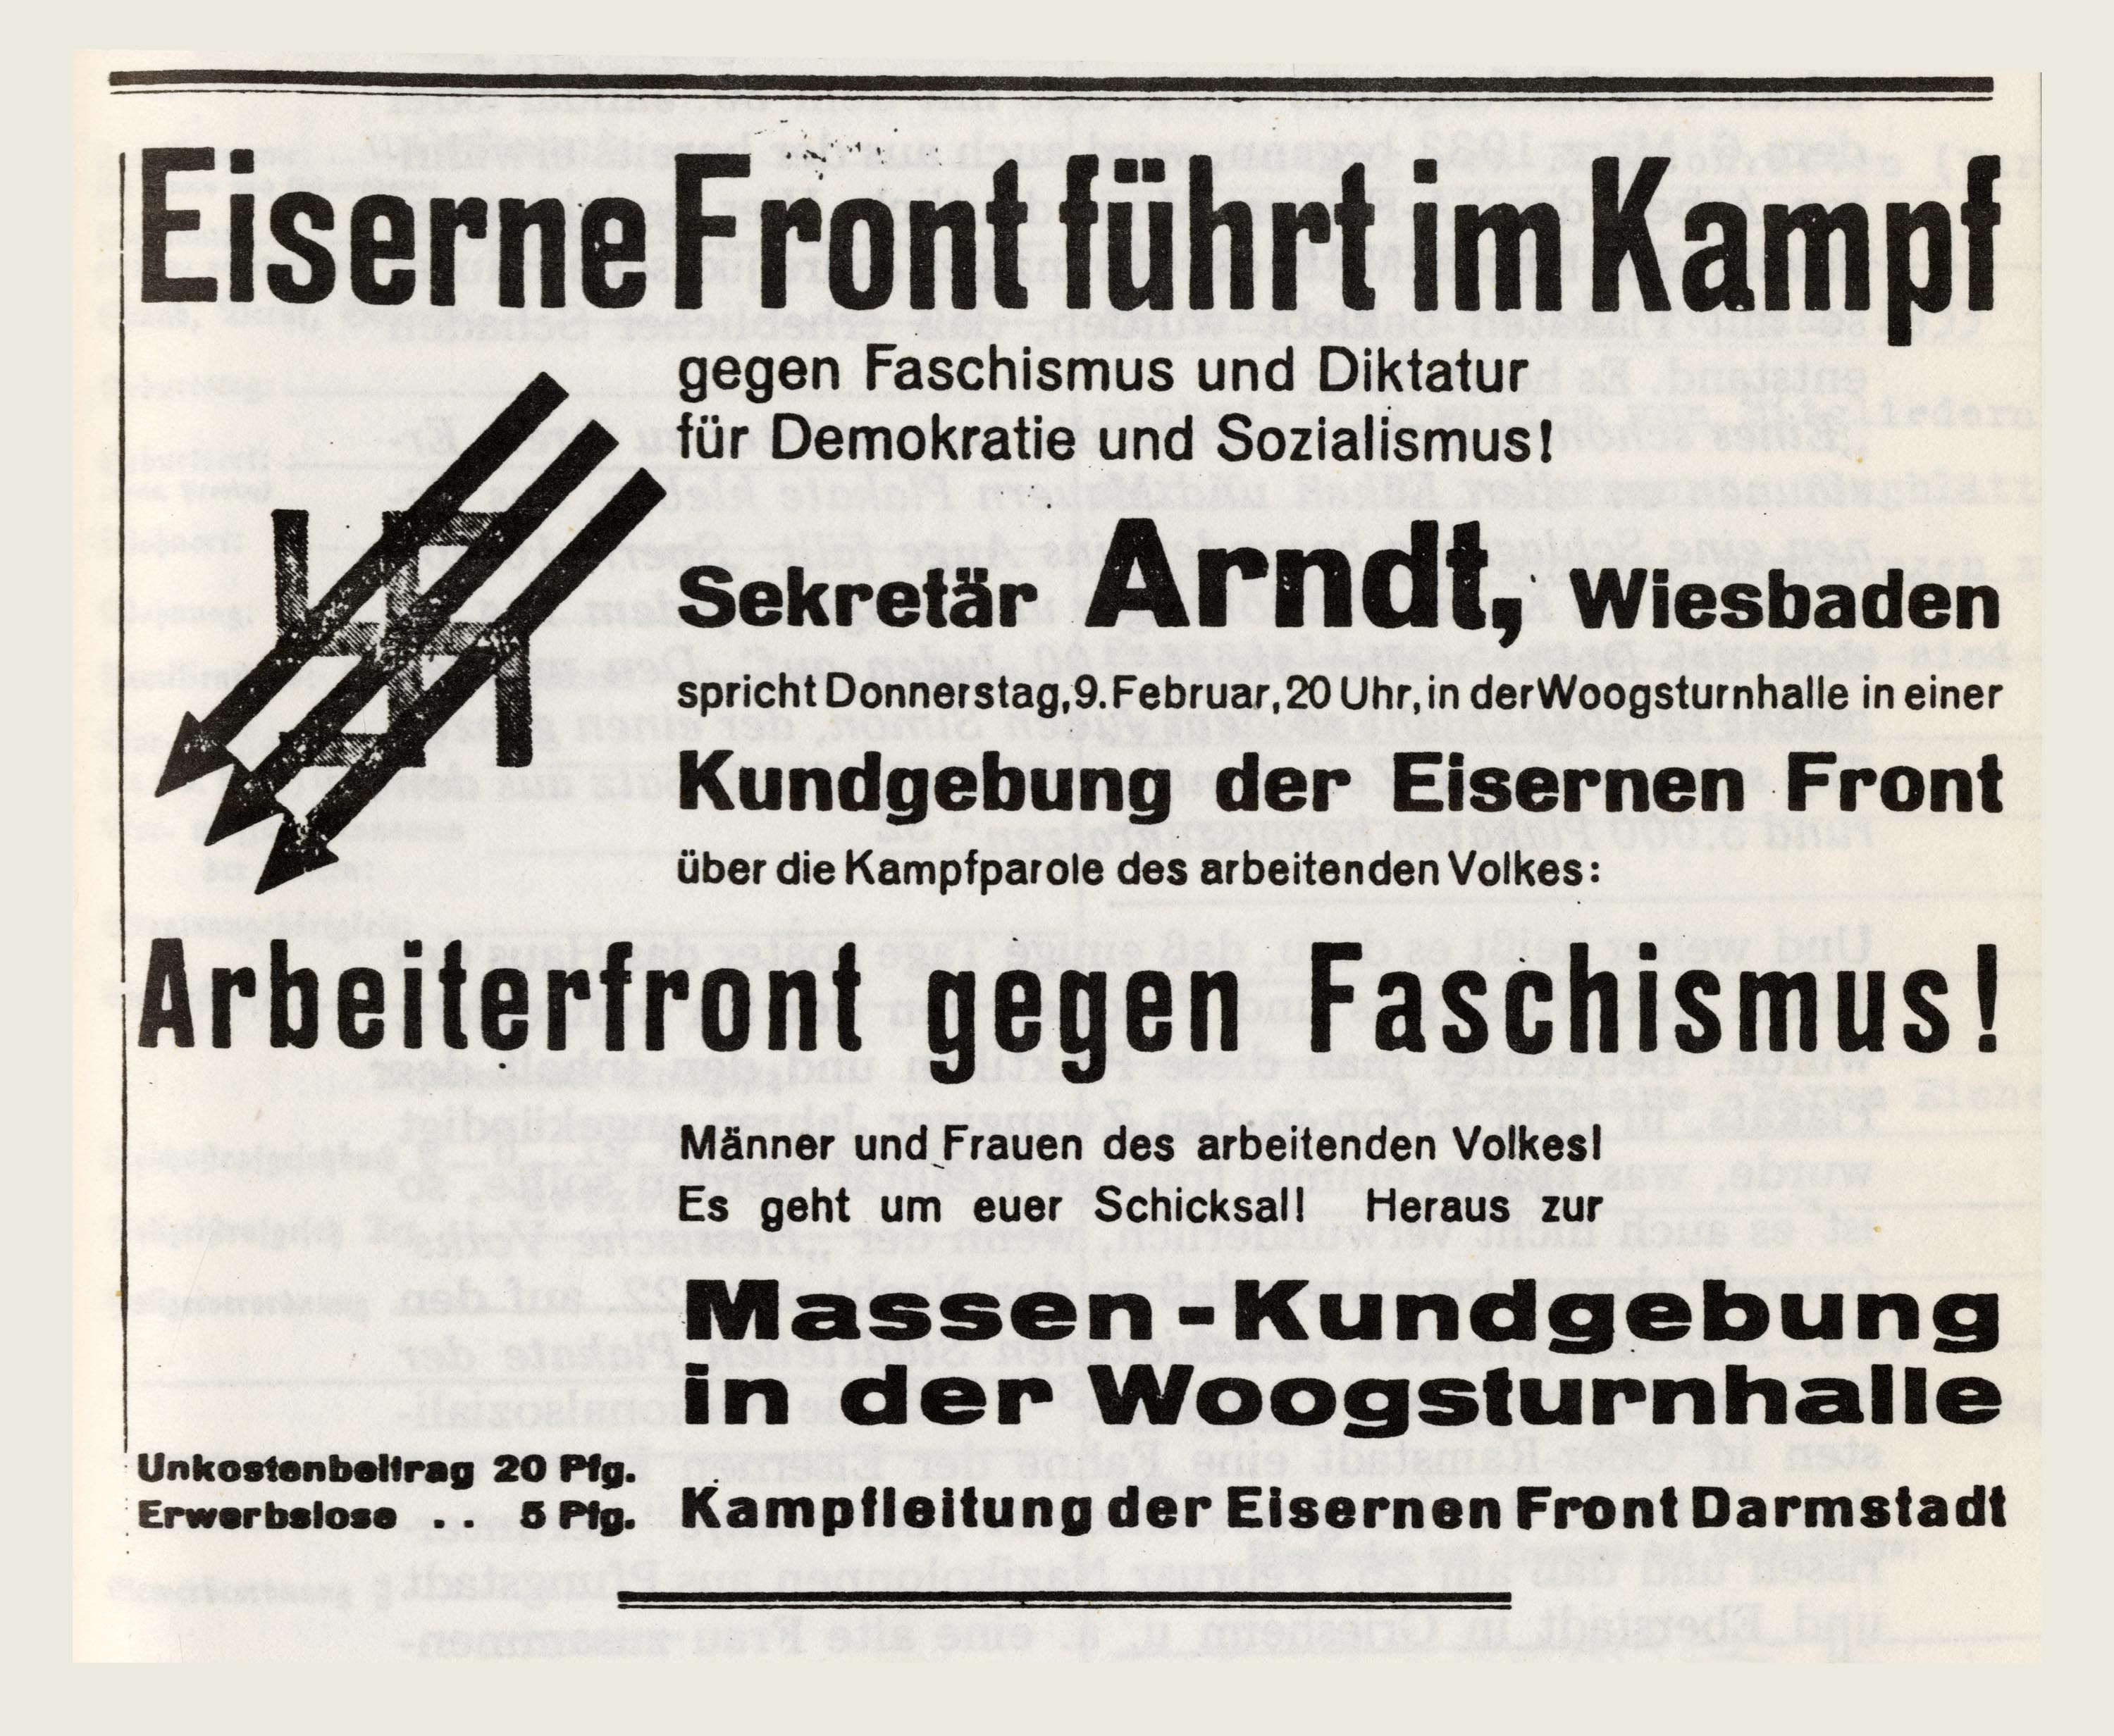 Eiserne Front führt im Kampf
gegen Faschismus und Diktatur
für Demokratie und Sozialismus!
Sekretär Arndt, Wiesbaden
spricht Donnerstag, 9. Februar, 20 Uhr, in der Woogsturnhalle in einer
Kundgebung der Eisernen Front
über die Kampfparole des arbeitenden Volkes:
Arbeiterfront gegen Faschismus!
Männer und Frauen des arbeitenden Volkes!
Es geht um euer Schicksal! Heraus zur
Massen-Kundgebung
in der Woogsturnhalle
Unkostenbeitrag 20 Pfg.
Erwerbslose . . 5 Pfg.
Kampfleitung der Eisernen Front Darmstadt